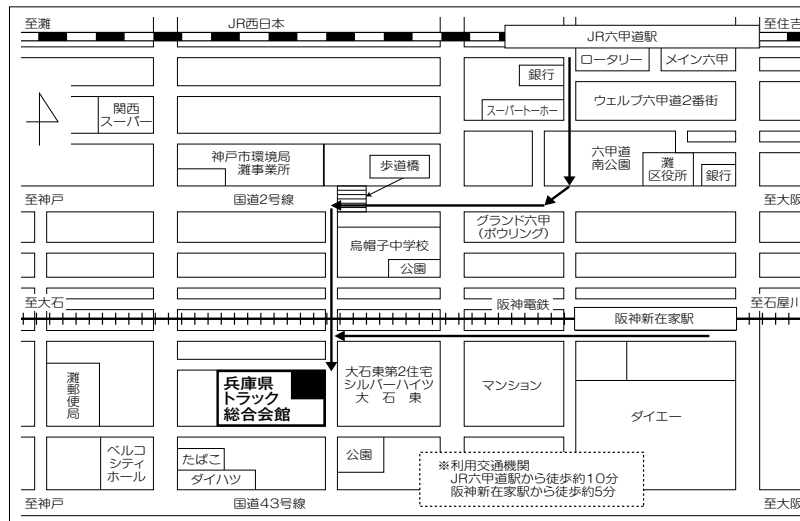 至灘
JR西日本
JR六甲道駅
至住吉
ロータリー
メイン六甲
銀行
スーパートーホー
ウェルブ六甲道2番街
関西
スーパー
神戸市環境局
灘事業所
歩道橋
六甲道
南公園
灘
区役所
銀行
至神戸
国道2号線
至大阪
グランド六甲
(ボウリング)
烏帽子中学校
公園
至大石
阪神電鉄
至石屋川
阪神新在家駅
灘郵便局
兵庫県
トラック
総合会館
大石東第2住宅
シルバーハイツ
大石東
マンション
ダイエー
ベルコ
シティ
ホール
たばこ
ダイハツ
公園
※利用交通機関
JR六甲道駅から徒歩約10分
阪神新在家駅から徒歩約5分
至神戸
国道43号線
至大阪